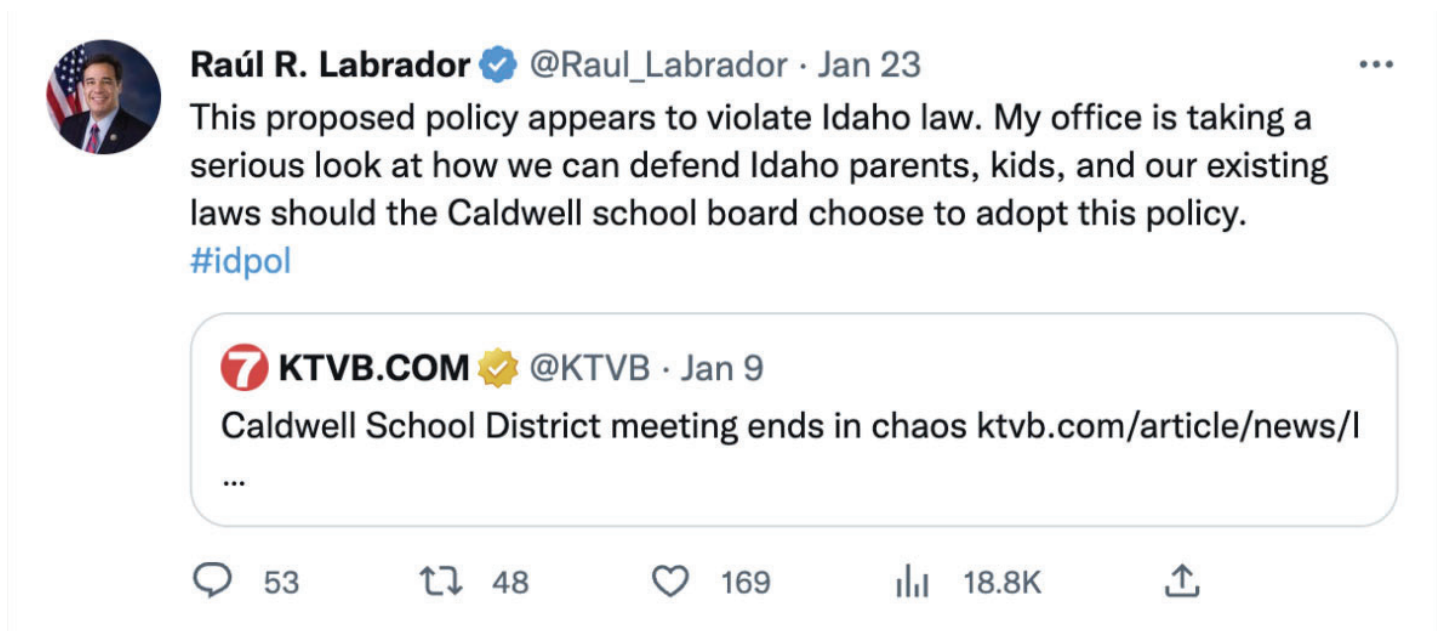 Raúl R. Labrador @Raul_Labrador · Jan 23
This proposed policy appears to violate Idaho law. My office is taking a
serious look at how we can defend Idaho parents, kids, and our existing
laws should the Caldwell school board choose to adopt this policy.
#idpol
7 KTVB.COM @KTVB · Jan 9
Caldwell School District meeting ends in chaos ktvb.com/article/news/l
...
53 48 169 18.8K